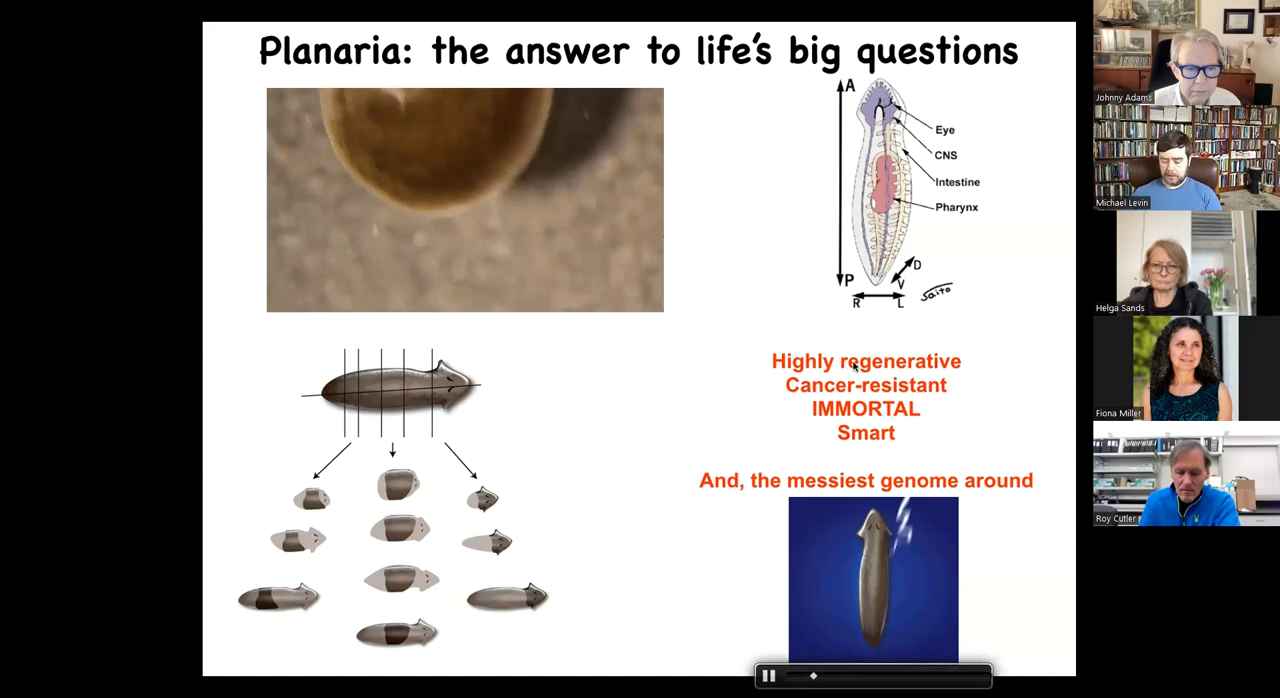 Planaria: the answer to life's big questions
A
Eye
CNS
Intestine
Pharynx
P
D
V
R
L
Saito
Highly regenerative
Cancer-resistant
IMMORTAL
Smart
And, the messiest genome around
Johnny Adams
Michael Levin
Helga Sands
Fiona Miller
Roy Cutler